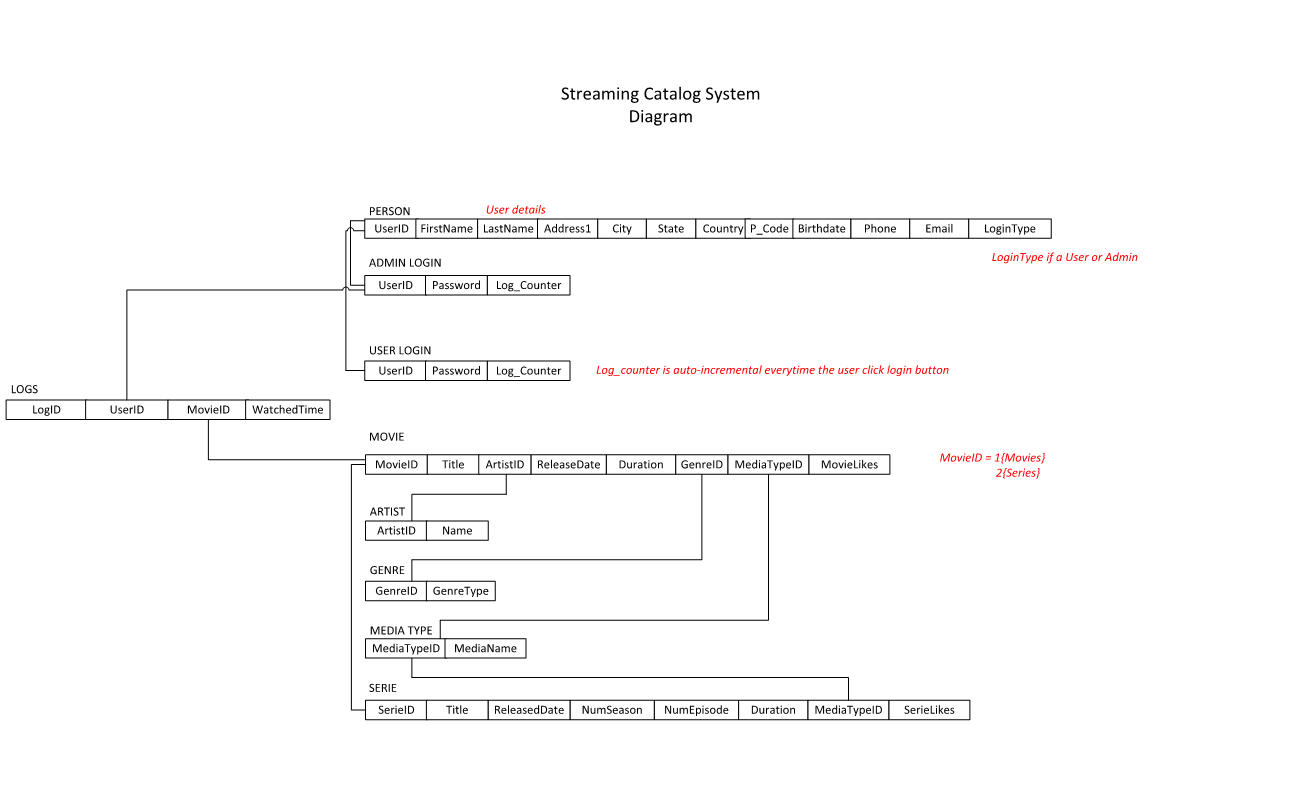 Streaming Catalog System
Diagram
PERSON
User details
UserID FirstName LastName Address1 City State Country P_Code Birthdate Phone Email LoginType
LoginType if a User or Admin
ADMIN LOGIN
UserID Password Log_Counter
USER LOGIN
UserID Password Log_Counter
Log_counter is auto-incremental everytime the user click login button
LOGS
LogID UserID MovieID WatchedTime
MOVIE
MovieID Title ArtistID ReleaseDate Duration GenreID MediaTypeID MovieLikes
MovieID = 1{Movies}
2{Series}
ARTIST
ArtistID Name
GENRE
GenreID GenreType
MEDIA TYPE
MediaTypeID MediaName
SERIE
SerieID Title ReleasedDate NumSeason NumEpisode Duration MediaTypeID SerieLikes